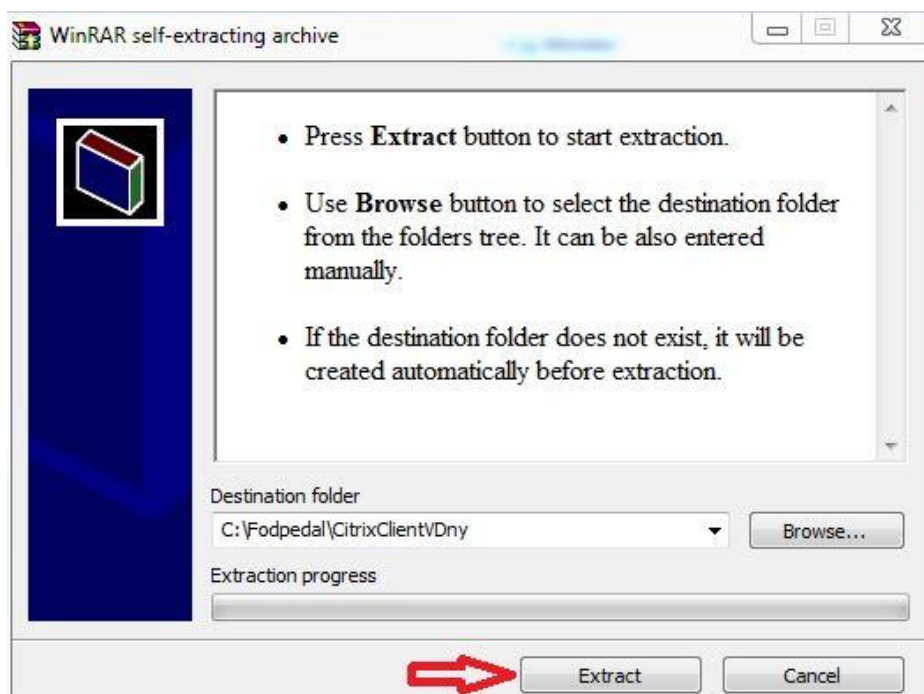 WinRAR self-extracting archive
Press Extract button to start extraction.
Use Browse button to select the destination folder
from the folders tree. It can be also entered
manually.
If the destination folder does not exist, it will be
created automatically before extraction.
Destination folder
C:\Fodpedal\CitrixClientVDny
Browse...
Extraction progress
Extract
Cancel